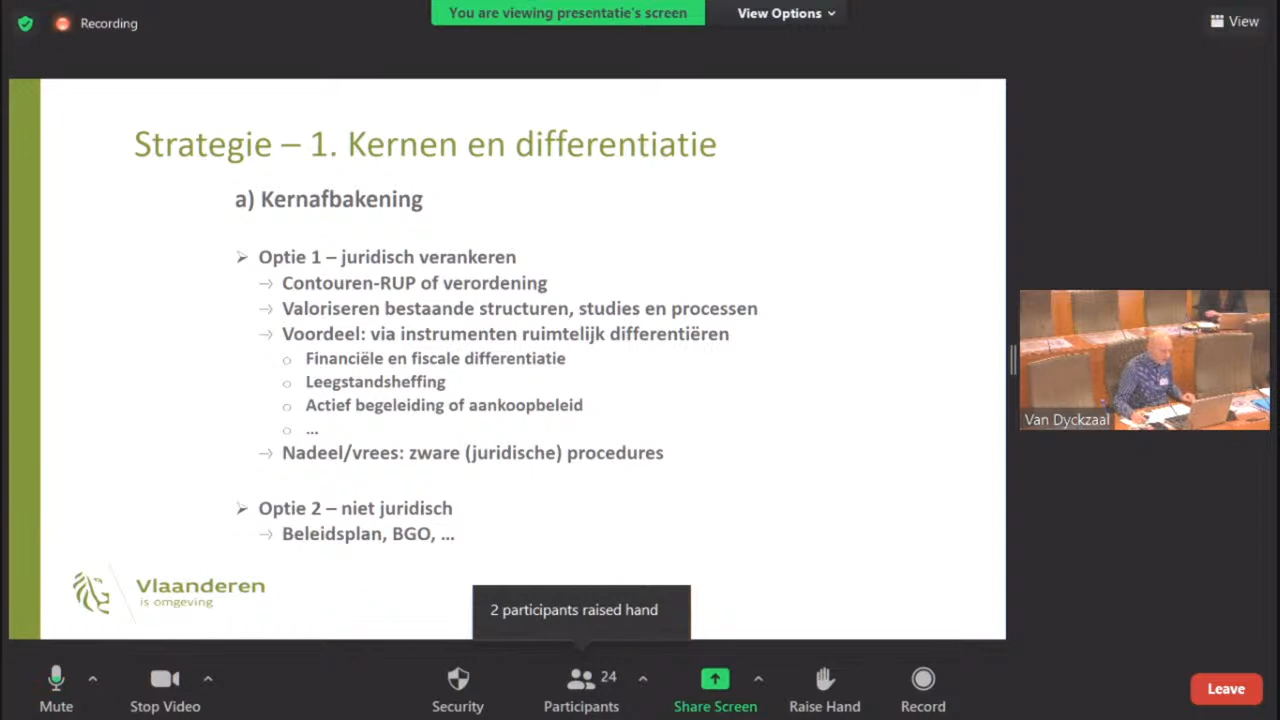 You are viewing presentatie's screen
View Options
Recording
View
Strategie – 1. Kernen en differentiatie
a) Kernafbakening
➢ Optie 1 – juridisch verankeren
→ Contouren-RUP of verordening
→ Valoriseren bestaande structuren, studies en processen
→ Voordeel: via instrumenten ruimtelijk differentiëren
○ Financiële en fiscale differentiatie
○ Leegstandsheffing
○ Actief begeleiding of aankoopbeleid
○ ...
→ Nadeel/vrees: zware (juridische) procedures
➢ Optie 2 – niet juridisch
→ Beleidsplan, BGO, ...
Vlaanderen
is omgeving
Van Dyckzaal
2 participants raised hand
Mute
Stop Video
Security
Participants 24
Share Screen
Raise Hand
Record
Leave